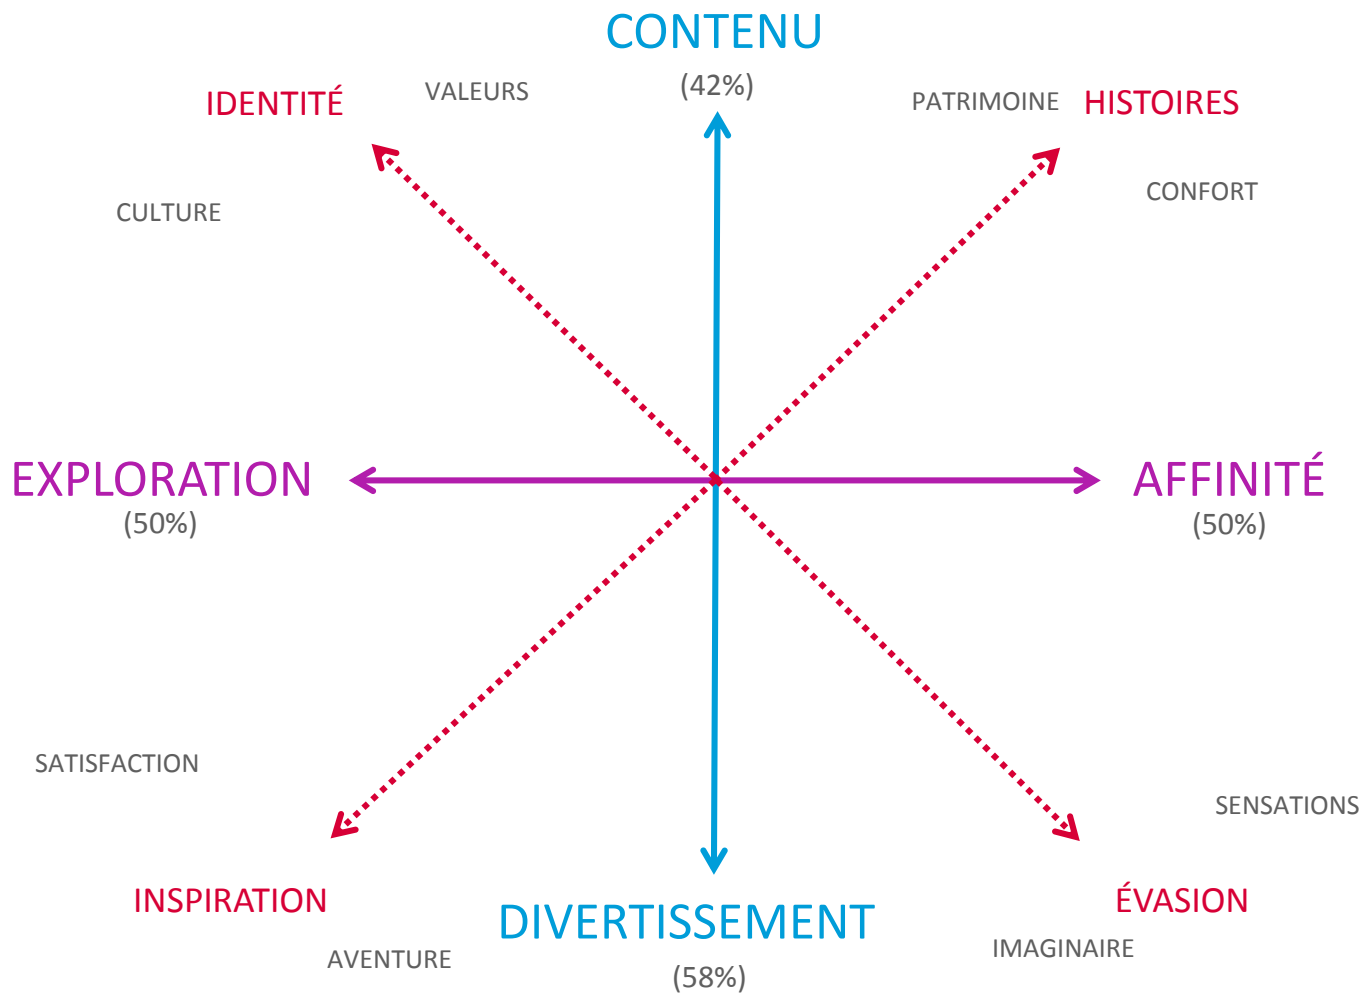 CONTENU
(42%)
IDENTITÉ
VALEURS
PATRIMOINE
HISTOIRES
CULTURE
CONFORT
EXPLORATION
(50%)
AFFINITÉ
(50%)
SATISFACTION
SENSATIONS
INSPIRATION
AVENTURE
DIVERTISSEMENT
(58%)
ÉVASION
IMAGINAIRE